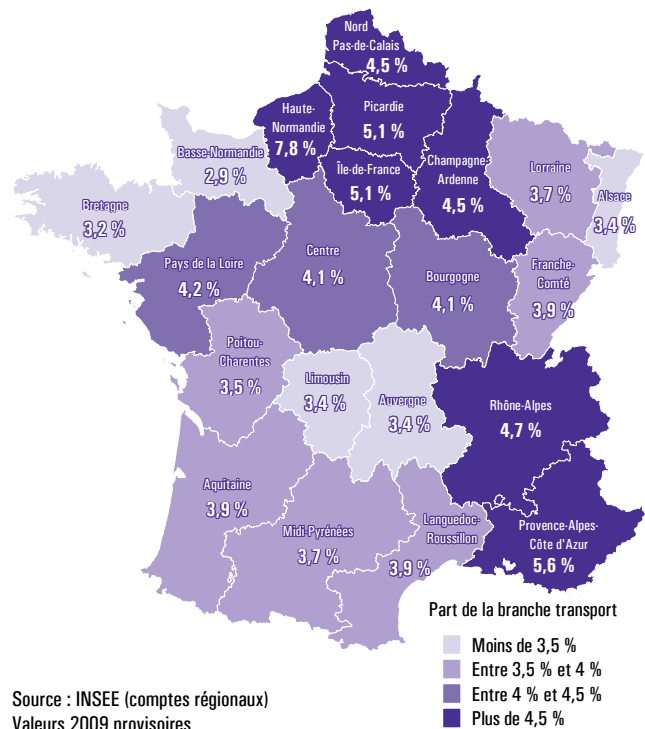 Nord
Pas-de-Calais
4,5 %
Haute-
Normandie
7,8 %
Picardie
5,1 %
Basse-Normandie
2,9 %
Île-de-France
5,1 %
Champagne-
Ardenne
4,5 %
Lorraine
3,7 %
Alsace
3,4 %
Bretagne
3,2 %
Pays de la Loire
4,2 %
Centre
4,1 %
Bourgogne
4,1 %
Franche-
Comté
3,9 %
Poitou-
Charentes
3,5 %
Limousin
3,4 %
Auvergne
3,4 %
Rhône-Alpes
4,7 %
Aquitaine
3,9 %
Midi-Pyrénées
3,7 %
Languedoc-
Roussillon
3,9 %
Provence-Alpes-
Côte d'Azur
5,6 %
Part de la branche transport
Moins de 3,5 %
Entre 3,5 % et 4 %
Entre 4 % et 4,5 %
Plus de 4,5 %
Source : INSEE (comptes régionaux)
Valeurs 2009 provisoires